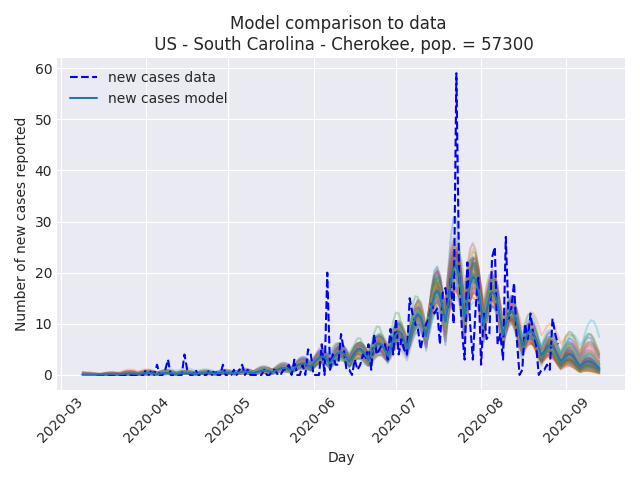 Model comparison to data
US - South Carolina - Cherokee, pop. = 57300
new cases data
new cases model
Number of new cases reported
60
50
40
30
20
10
0
2020-03
2020-04
2020-05
2020-06
2020-07
2020-08
2020-09
Day